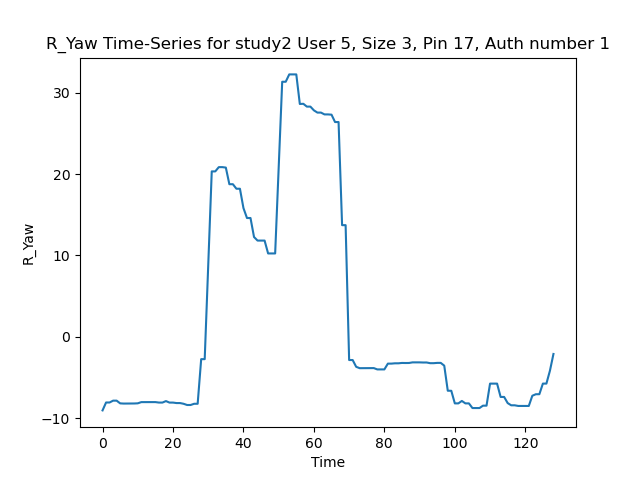 R_Yaw Time-Series for study2 User 5, Size 3, Pin 17, Auth number 1
30
20
10
0
−10
R_Yaw
0 20 40 60 80 100 120
Time